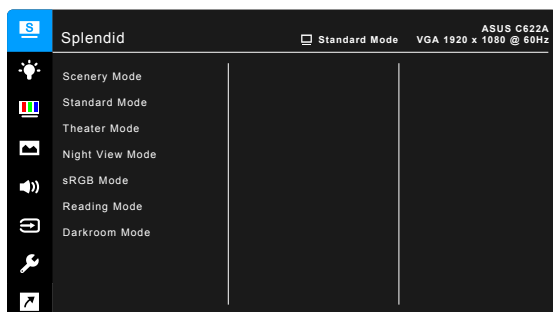 S
Splendid
Standard Mode
ASUS C622A
VGA 1920 x 1080 @ 60Hz
Scenery Mode
Standard Mode
Theater Mode
Night View Mode
sRGB Mode
Reading Mode
Darkroom Mode